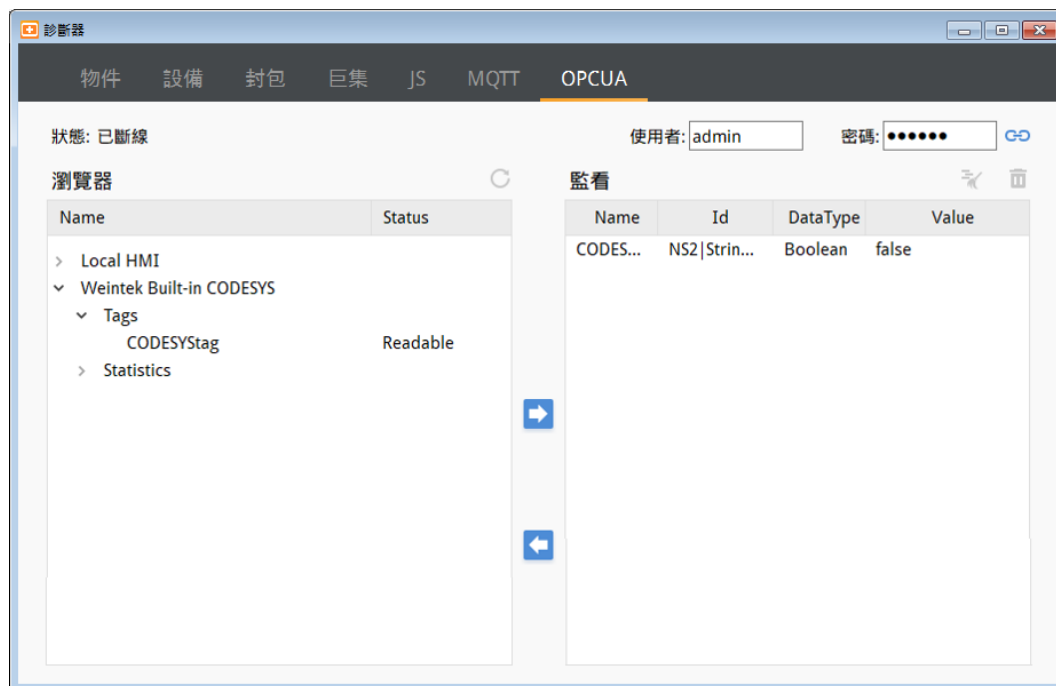 診斷器
物件 設備 封包 巨集 JS MQTT OPCUA
狀態: 已斷線 使用者: admin 密碼: ●●●●●●
瀏覽器 監看
Name Status Name Id DataType Value
CODES... NS2|Strin... Boolean false
Local HMI
Weintek Built-in CODESYS
Tags
CODESYStag Readable
Statistics